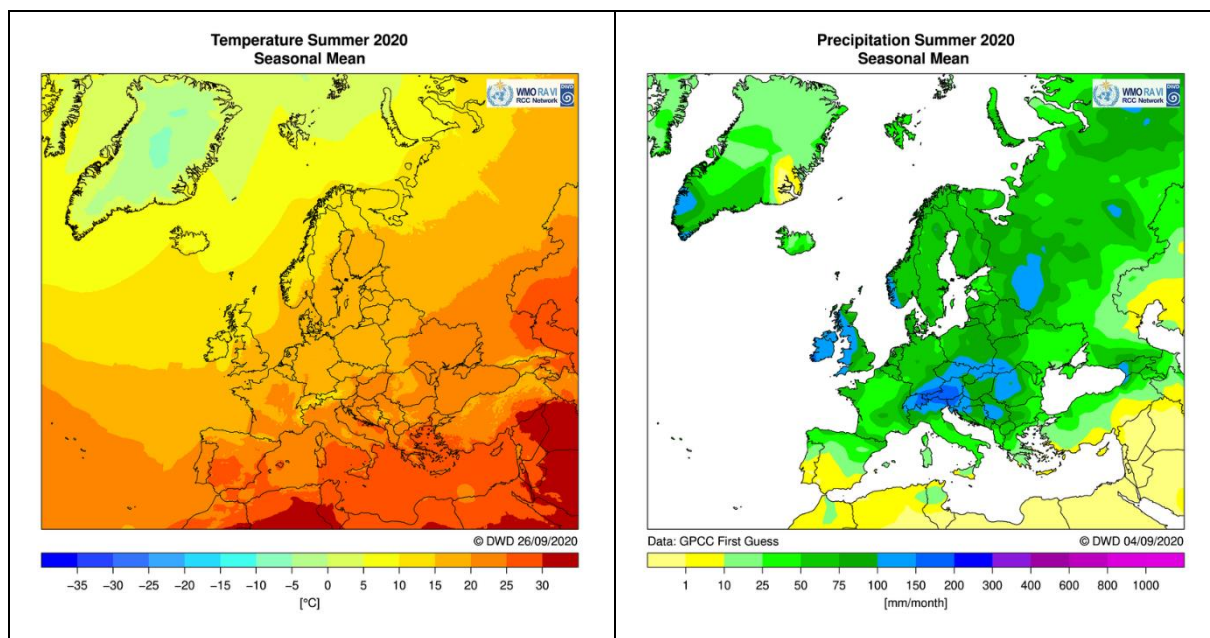 Temperature Summer 2020
Seasonal Mean
WMO RA VI
RCC Network
DWD
© DWD 26/09/2020
−35 −30 −25 −20 −15 −10 −5 0 5 10 15 20 25 30
[°C]
Precipitation Summer 2020
Seasonal Mean
WMO RA VI
RCC Network
DWD
Data: GPCC First Guess © DWD 04/09/2020
1 10 25 50 75 100 150 200 300 400 600 800 1000
[mm/month]